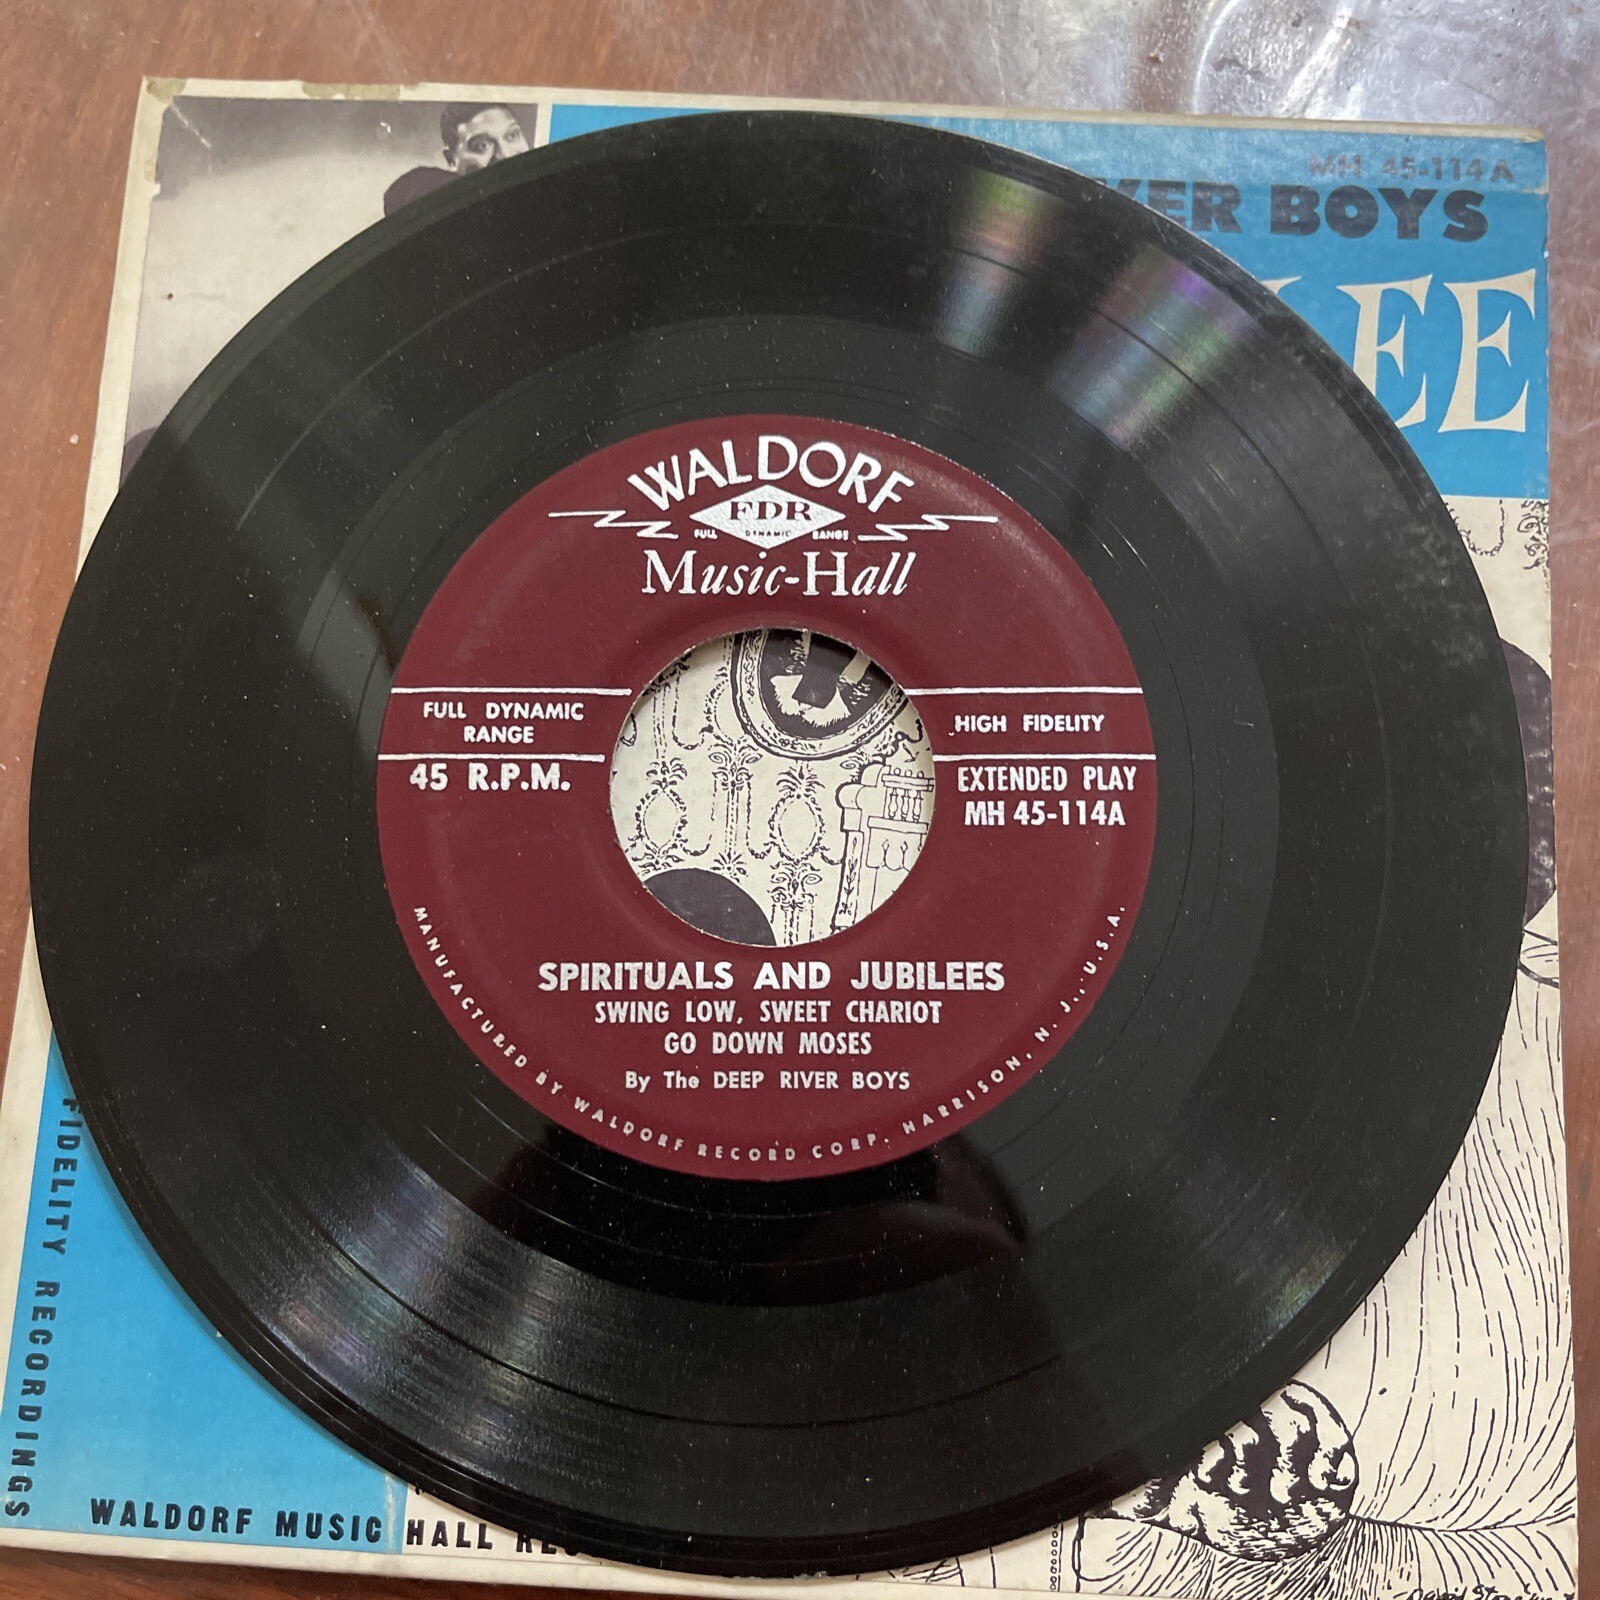 MH 45-114A
VER BOYS
LEE
WALDORF
FDR
FULL DYNAMIC RANGE
Music-Hall
FULL DYNAMIC
RANGE
HIGH FIDELITY
45 R.P.M.
EXTENDED PLAY
MH 45-114A
SPIRITUALS AND JUBILEES
SWING LOW, SWEET CHARIOT
GO DOWN MOSES
By The DEEP RIVER BOYS
MANUFACTURED BY WALDORF RECORD CORP. HARRISON, N. J., U.S.A.
FIDELITY RECORDINGS
WALDORF MUSIC HALL